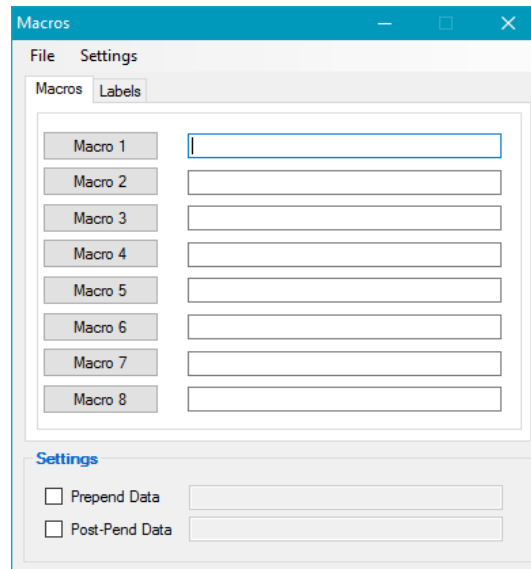 Macros
File Settings
Macros Labels
Macro 1
Macro 2
Macro 3
Macro 4
Macro 5
Macro 6
Macro 7
Macro 8
Settings
Prepend Data
Post-Pend Data